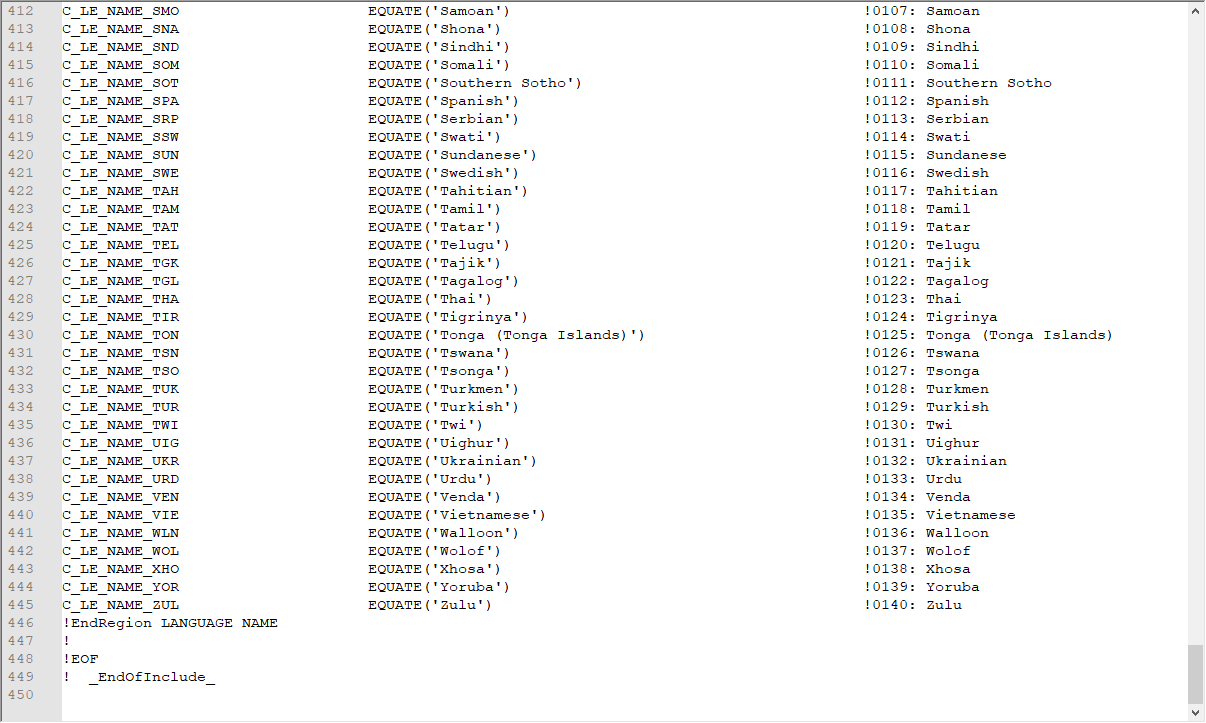 412 C_LE_NAME_SMO EQUATE('Samoan') !0107: Samoan
413 C_LE_NAME_SNA EQUATE('Shona') !0108: Shona
414 C_LE_NAME_SND EQUATE('Sindhi') !0109: Sindhi
415 C_LE_NAME_SOM EQUATE('Somali') !0110: Somali
416 C_LE_NAME_SOT EQUATE('Southern Sotho') !0111: Southern Sotho
417 C_LE_NAME_SPA EQUATE('Spanish') !0112: Spanish
418 C_LE_NAME_SRP EQUATE('Serbian') !0113: Serbian
419 C_LE_NAME_SSW EQUATE('Swati') !0114: Swati
420 C_LE_NAME_SUN EQUATE('Sundanese') !0115: Sundanese
421 C_LE_NAME_SWE EQUATE('Swedish') !0116: Swedish
422 C_LE_NAME_TAH EQUATE('Tahitian') !0117: Tahitian
423 C_LE_NAME_TAM EQUATE('Tamil') !0118: Tamil
424 C_LE_NAME_TAT EQUATE('Tatar') !0119: Tatar
425 C_LE_NAME_TEL EQUATE('Telugu') !0120: Telugu
426 C_LE_NAME_TGK EQUATE('Tajik') !0121: Tajik
427 C_LE_NAME_TGL EQUATE('Tagalog') !0122: Tagalog
428 C_LE_NAME_THA EQUATE('Thai') !0123: Thai
429 C_LE_NAME_TIR EQUATE('Tigrinya') !0124: Tigrinya
430 C_LE_NAME_TON EQUATE('Tonga (Tonga Islands)') !0125: Tonga (Tonga Islands)
431 C_LE_NAME_TSN EQUATE('Tswana') !0126: Tswana
432 C_LE_NAME_TSO EQUATE('Tsonga') !0127: Tsonga
433 C_LE_NAME_TUK EQUATE('Turkmen') !0128: Turkmen
434 C_LE_NAME_TUR EQUATE('Turkish') !0129: Turkish
435 C_LE_NAME_TWI EQUATE('Twi') !0130: Twi
436 C_LE_NAME_UIG EQUATE('Uighur') !0131: Uighur
437 C_LE_NAME_UKR EQUATE('Ukrainian') !0132: Ukrainian
438 C_LE_NAME_URD EQUATE('Urdu') !0133: Urdu
439 C_LE_NAME_VEN EQUATE('Venda') !0134: Venda
440 C_LE_NAME_VIE EQUATE('Vietnamese') !0135: Vietnamese
441 C_LE_NAME_WLN EQUATE('Walloon') !0136: Walloon
442 C_LE_NAME_WOL EQUATE('Wolof') !0137: Wolof
443 C_LE_NAME_XHO EQUATE('Xhosa') !0138: Xhosa
444 C_LE_NAME_YOR EQUATE('Yoruba') !0139: Yoruba
445 C_LE_NAME_ZUL EQUATE('Zulu') !0140: Zulu
446 !EndRegion LANGUAGE NAME
447 !
448 !EOF
449 !  _EndOfInclude_
450